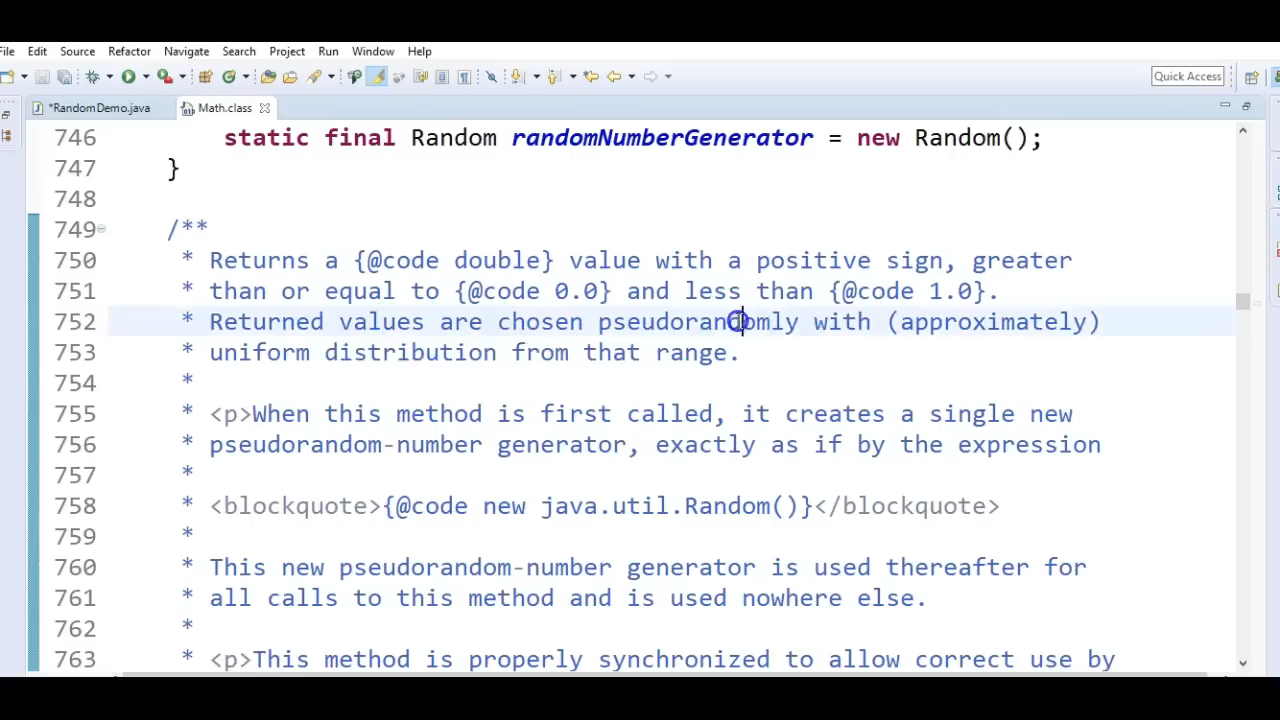 File Edit Source Refactor Navigate Search Project Run Window Help
Quick Access
*RandomDemo.java Math.class
746 static final Random randomNumberGenerator = new Random();
747 }
748
749 /**
750 * Returns a {@code double} value with a positive sign, greater
751 * than or equal to {@code 0.0} and less than {@code 1.0}.
752 * Returned values are chosen pseudorandomly with (approximately)
753 * uniform distribution from that range.
754 *
755 * <p>When this method is first called, it creates a single new
756 * pseudorandom-number generator, exactly as if by the expression
757 *
758 * <blockquote>{@code new java.util.Random()}</blockquote>
759 *
760 * This new pseudorandom-number generator is used thereafter for
761 * all calls to this method and is used nowhere else.
762 *
763 * <p>This method is properly synchronized to allow correct use by